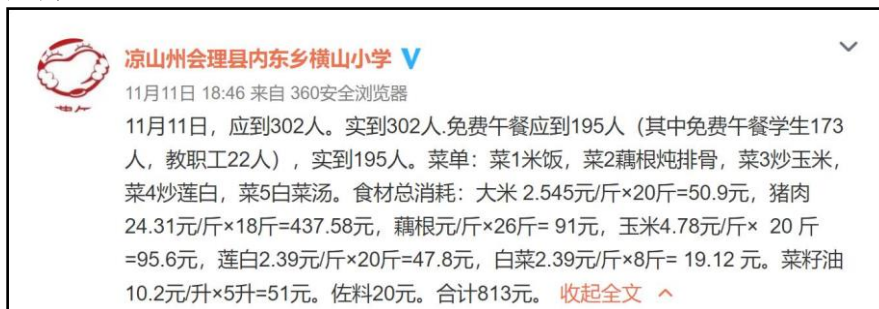 凉山州会理县内东乡横山小学
11月11日 18:46 来自 360安全浏览器
11月11日，应到302人。实到302人.免费午餐应到195人（其中免费午餐学生173
人，教职工22人），实到195人。菜单：菜1米饭，菜2藕根炖排骨，菜3炒玉米，
菜4炒莲白，菜5白菜汤。食材总消耗：大米 2.545元/斤×20斤=50.9元，猪肉
24.31元/斤×18斤=437.58元，藕根元/斤×26斤= 91元，玉米4.78元/斤× 20 斤
=95.6元，莲白2.39元/斤×20斤=47.8元，白菜2.39元/斤×8斤= 19.12 元。菜籽油
10.2元/升×5升=51元。佐料20元。合计813元。 收起全文